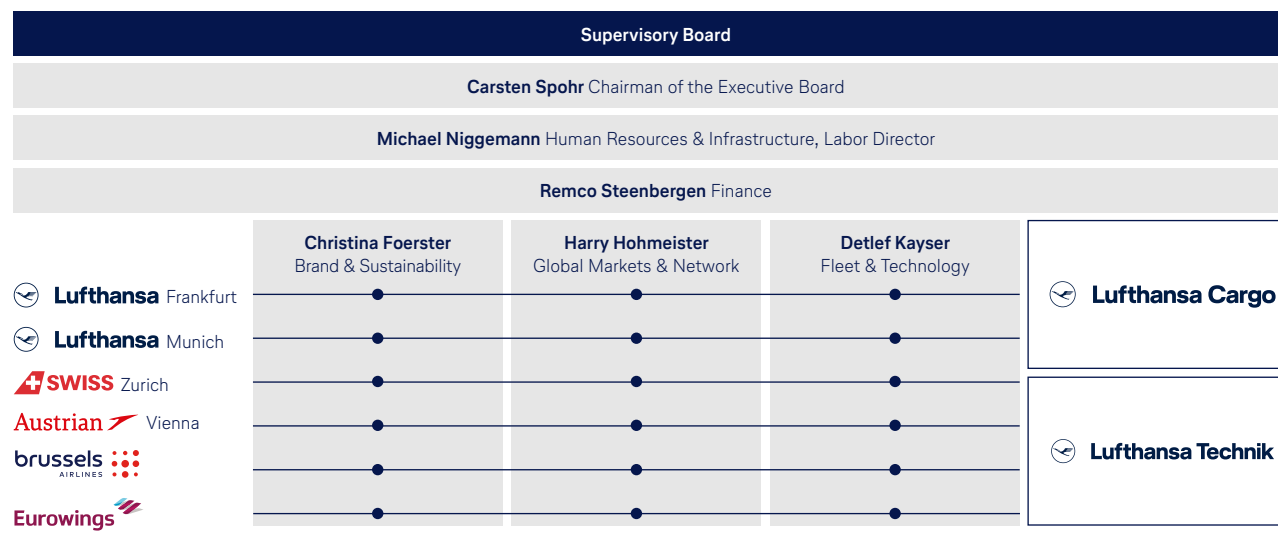 Supervisory Board
Carsten Spohr Chairman of the Executive Board
Michael Niggemann Human Resources & Infrastructure, Labor Director
Remco Steenbergen Finance
Christina Foerster
Brand & Sustainability
Harry Hohmeister
Global Markets & Network
Detlef Kayser
Fleet & Technology
Lufthansa Frankfurt
Lufthansa Munich
SWISS Zurich
Austrian Vienna
brussels
AIRLINES
Eurowings
Lufthansa Cargo
Lufthansa Technik